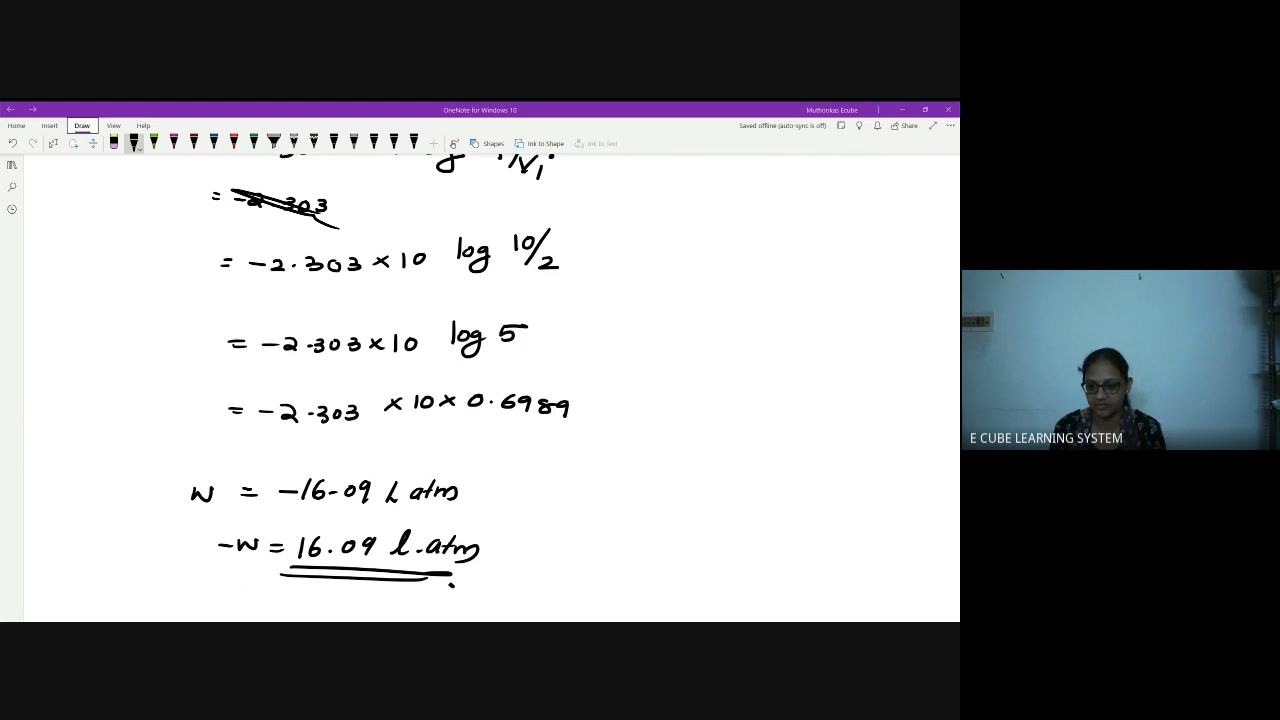 OneNote for Windows 10
Muthookas Ecube
Home Insert Draw View Help
Saved offline (auto-sync is off)
Share
Shapes
Ink to Shape
Ink to Text
= -2.303
= -2.303 × 10 log 10/2
= -2.303 × 10 log 5
= -2.303 × 10 × 0.6989
W = -16.09 L atm
-W = 16.09 l.atm
E CUBE LEARNING SYSTEM